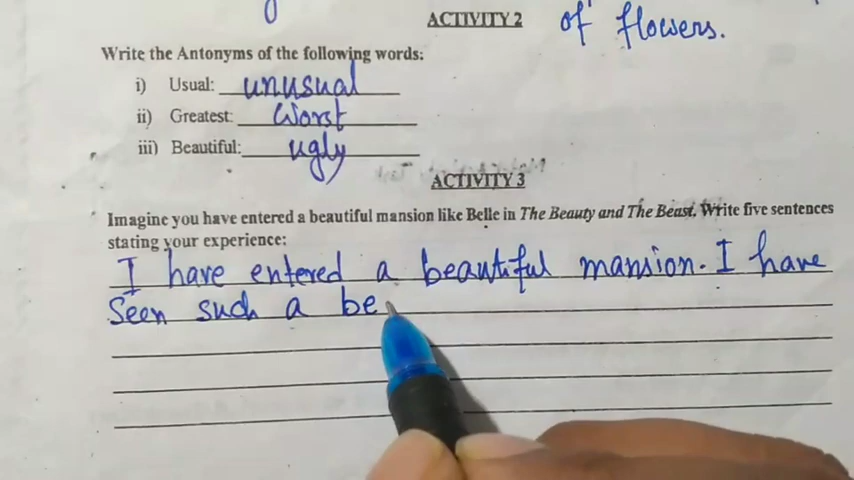 ACTIVITY 2
of flowers.
Write the Antonyms of the following words:
i) Usual: unusual
ii) Greatest: Worst
iii) Beautiful: ugly
ACTIVITY 3
Imagine you have entered a beautiful mansion like Belle in The Beauty and The Beast. Write five sentences
stating your experience:
I have entered a beautiful mansion. I have
Seen such a be